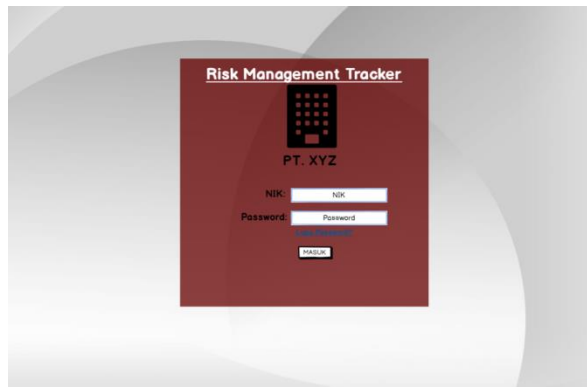 Risk Management Tracker
PT. XYZ
NIK: NIK
Password: Password
MASUK